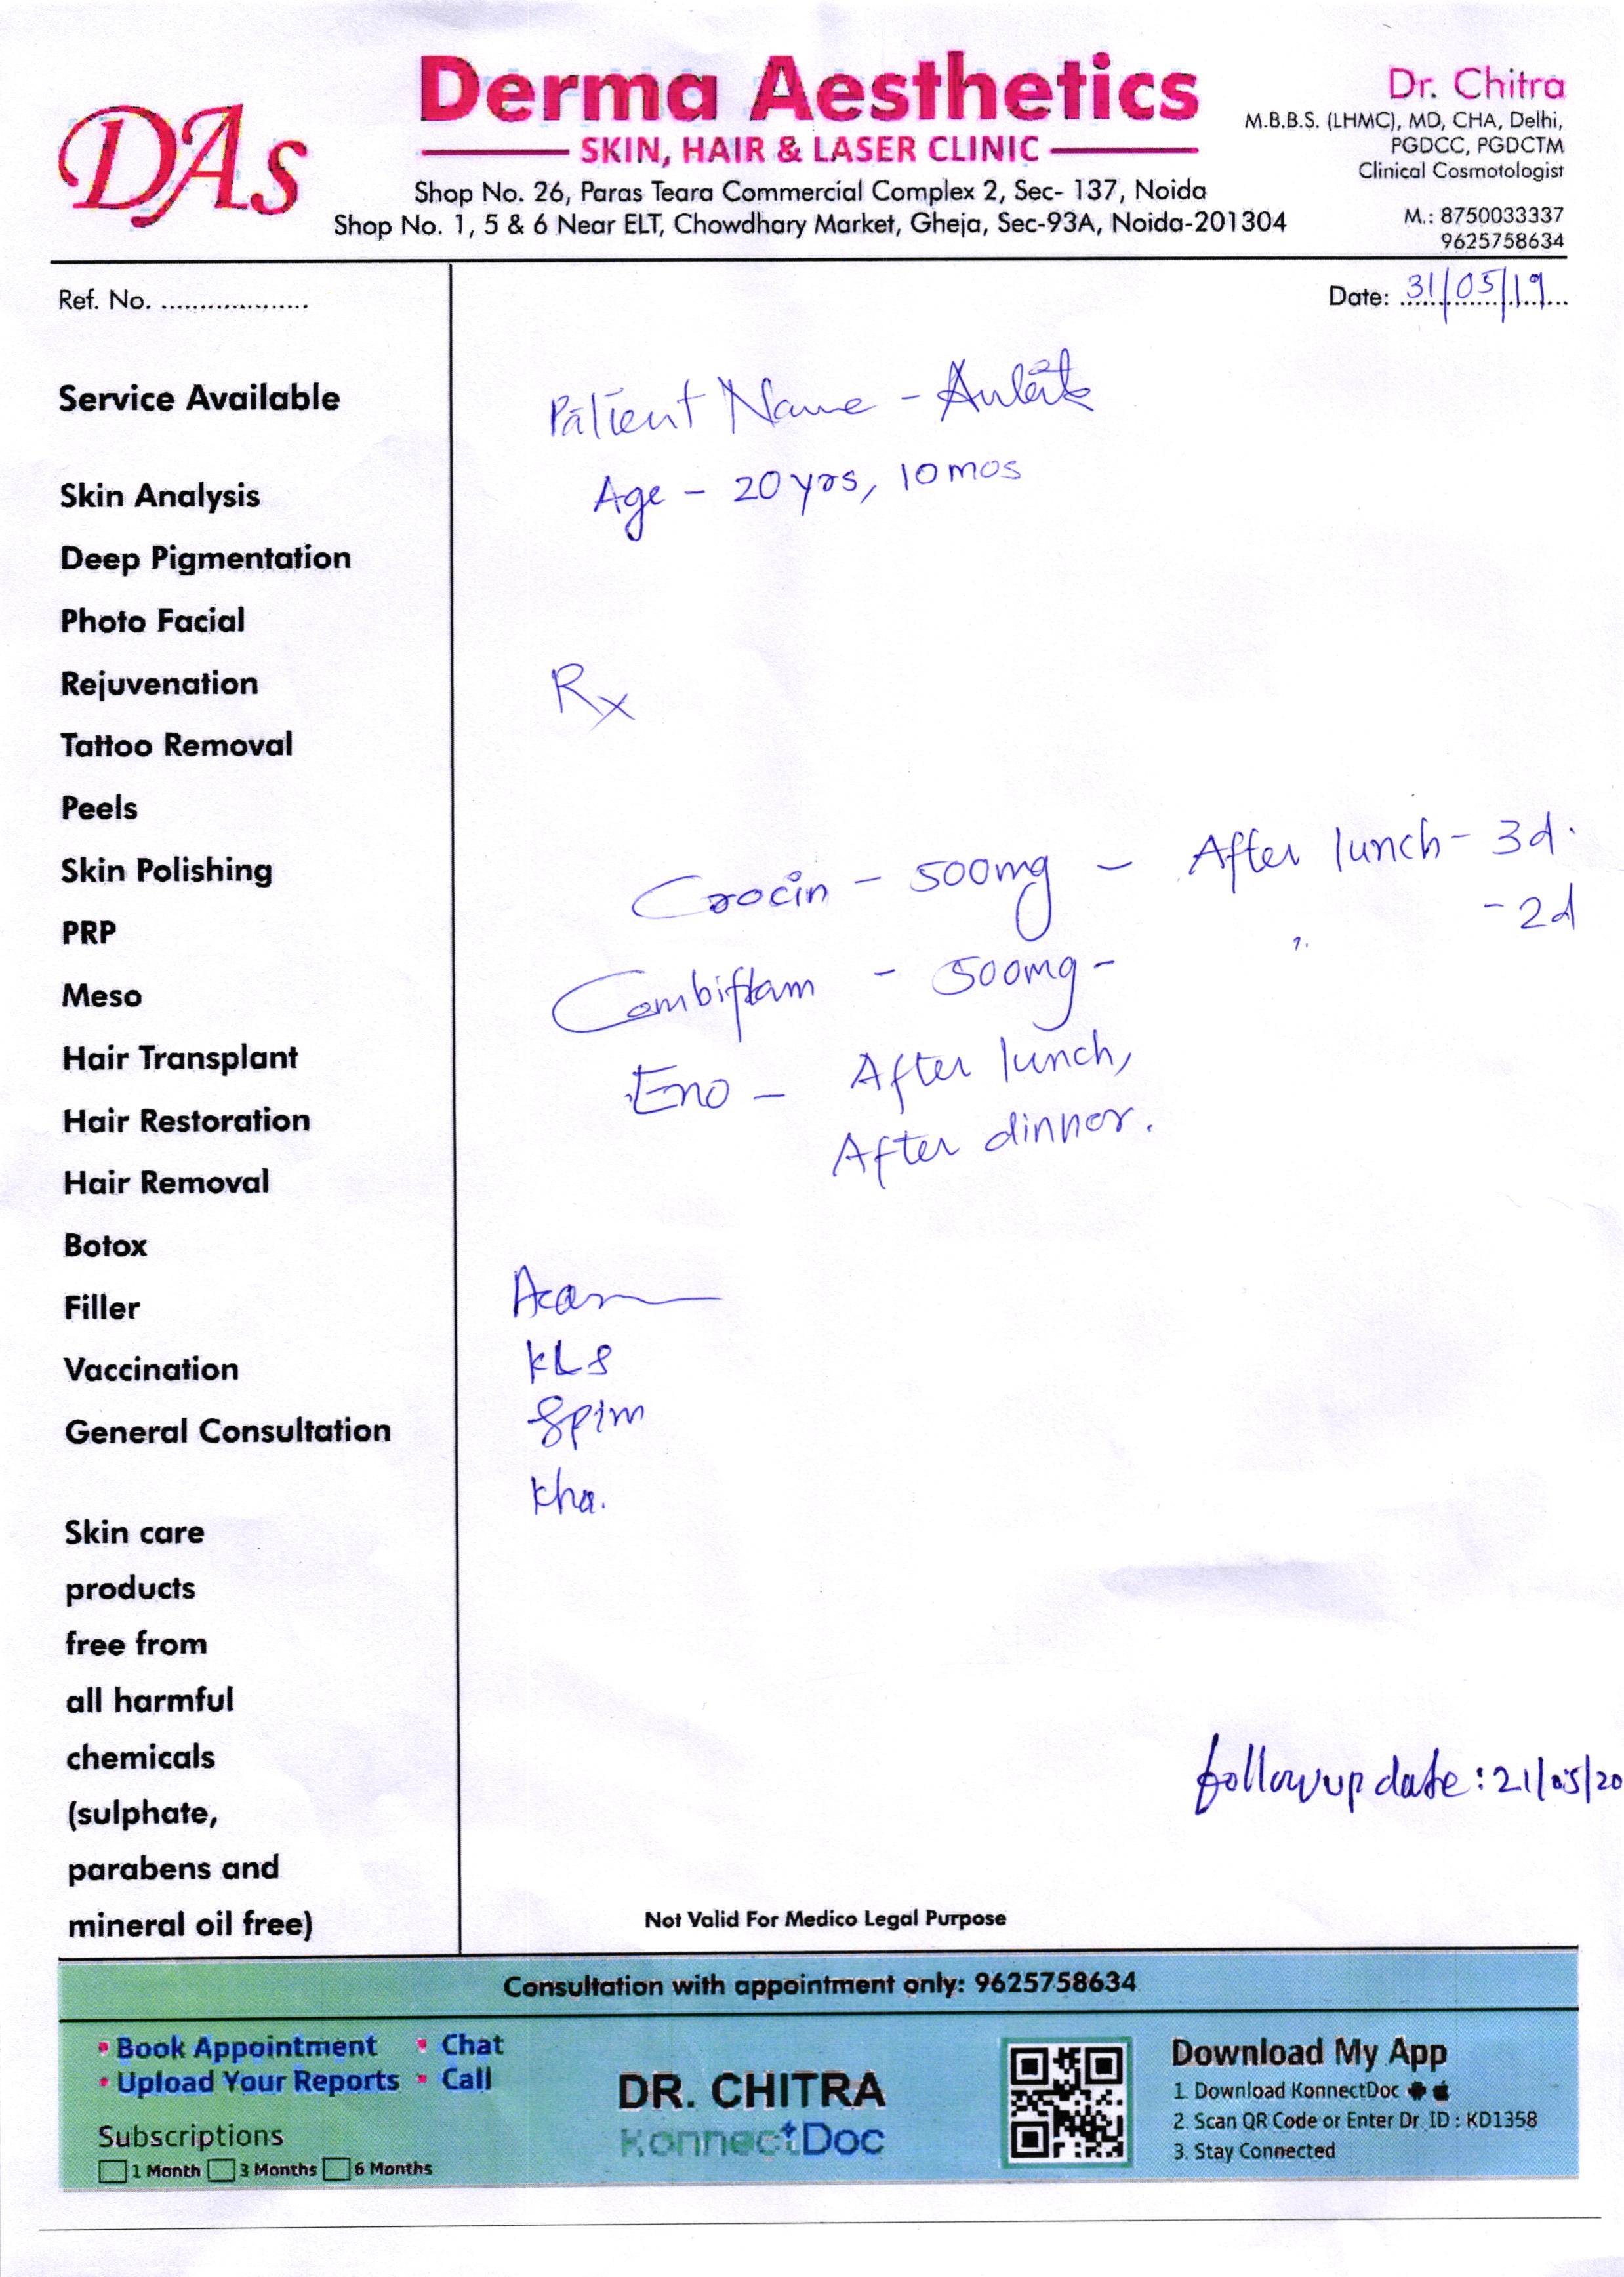 DAs
Derma Aesthetics
SKIN, HAIR & LASER CLINIC
Shop No. 26, Paras Teara Commercial Complex 2, Sec- 137, Noida
Shop No. 1, 5 & 6 Near ELT, Chowdhary Market, Gheja, Sec-93A, Noida-201304
Dr. Chitra
M.B.B.S. (LHMC), MD, CHA, Delhi,
PGDCC, PGDCTM
Clinical Cosmotologist
M.: 8750033337
9625758634
Ref. No. ...................
Date: 31/05/19
Patient Name -
Age - 20 yrs, 10 mos
Rx
Crocin - 500mg - After lunch - 3d.
Combiflam - 500mg - " - 2d
Eno - After lunch,
After dinner.
KLS
spim
kha.
followup date: 21/05/20
Service Available
Skin Analysis
Deep Pigmentation
Photo Facial
Rejuvenation
Tattoo Removal
Peels
Skin Polishing
PRP
Meso
Hair Transplant
Hair Restoration
Hair Removal
Botox
Filler
Vaccination
General Consultation
Skin care
products
free from
all harmful
chemicals
(sulphate,
parabens and
mineral oil free)
Not Valid For Medico Legal Purpose
Consultation with appointment only: 9625758634
• Book Appointment • Chat
• Upload Your Reports • Call
Subscriptions
1 Month 3 Months 6 Months
DR. CHITRA
KonnectDoc
Download My App
1. Download KonnectDoc
2. Scan QR Code or Enter Dr. ID : KD1358
3. Stay Connected